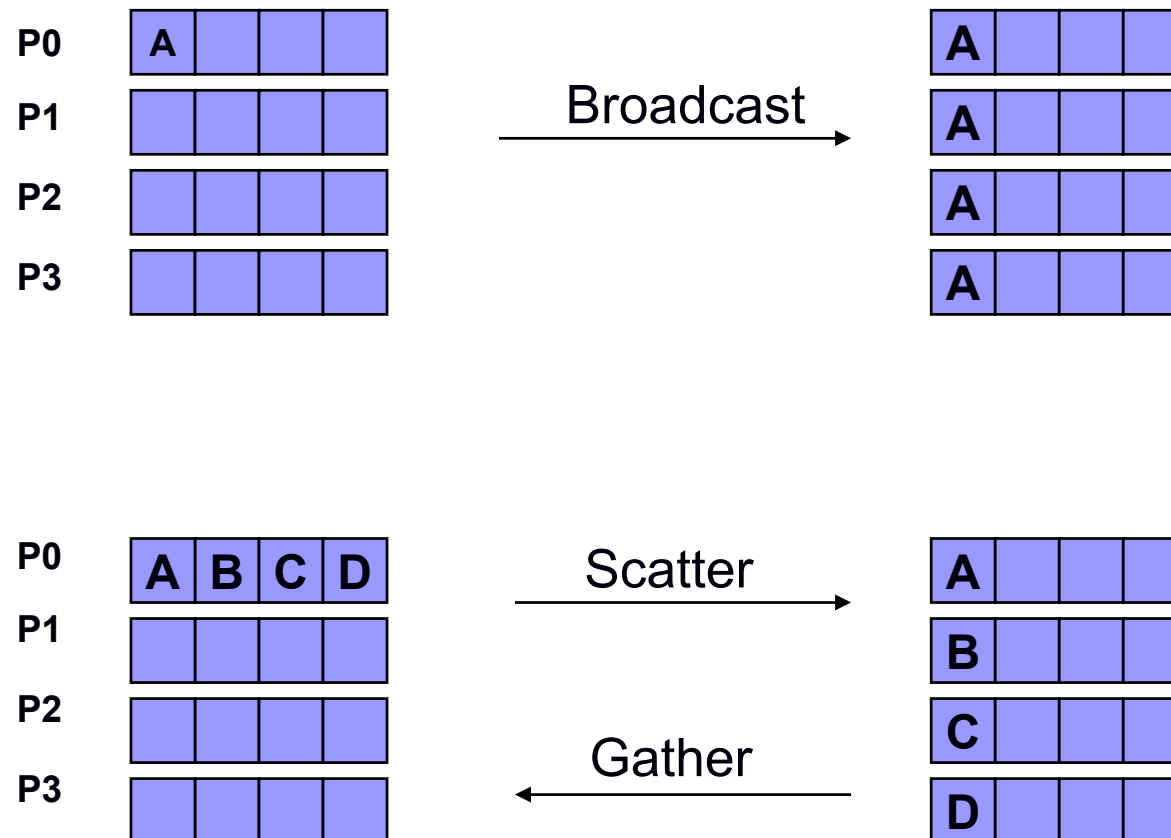 P0 A A
P1 Broadcast A
P2 A
P3 A
P0 A B C D Scatter A
P1 B
P2 C
P3 Gather D